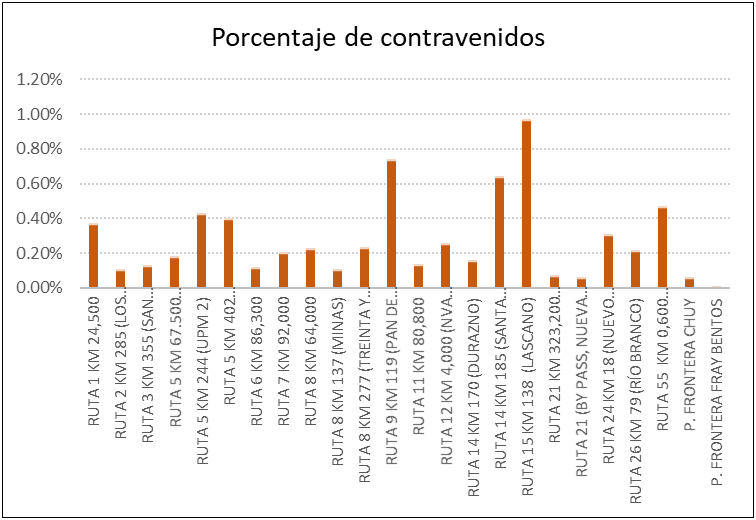 Porcentaje de contravenidos
1.20%
1.00%
0.80%
0.60%
0.40%
0.20%
0.00%
RUTA 1 KM 24,500
RUTA 2 KM 285 (LOS…
RUTA 3 KM 355 (SAN…
RUTA 5 KM 67.500…
RUTA 5 KM 244 (UPM 2)
RUTA 5 KM 402…
RUTA 6 KM 86,300
RUTA 7 KM 92,000
RUTA 8 KM 64,000
RUTA 8 KM 137 (MINAS)
RUTA 8 KM 277 (TREINTA Y…
RUTA 9 KM 119 (PAN DE…
RUTA 11 KM 80,800
RUTA 12 KM 4,000 (NVA…
RUTA 14 KM 170 (DURAZNO)
RUTA 14 KM 185 (SANTA…
RUTA 15 KM 138 (LASCANO)
RUTA 21 KM 323,200
RUTA 21 (BY PASS, NUEVA…
RUTA 24 KM 18 (NUEVO…
RUTA 26 KM 79 (RÍO BRANCO)
RUTA 55 KM 0,600…
P. FRONTERA CHUY
P. FRONTERA FRAY BENTOS